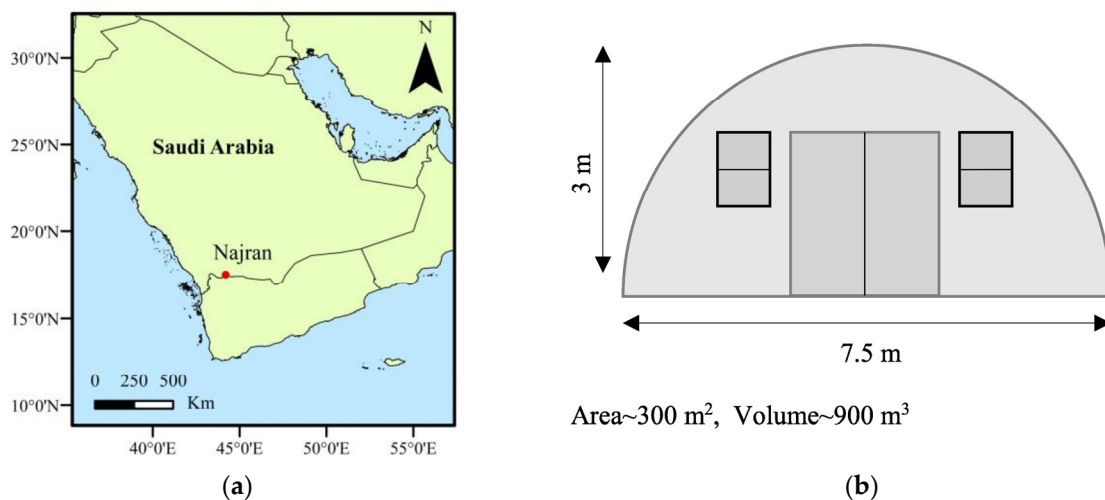 N
30°0'N
25°0'N
20°0'N
15°0'N
10°0'N
Saudi Arabia
Najran
0 250 500
Km
40°0'E 45°0'E 50°0'E 55°0'E
(a)
3 m
7.5 m
Area~300 m², Volume~900 m³
(b)